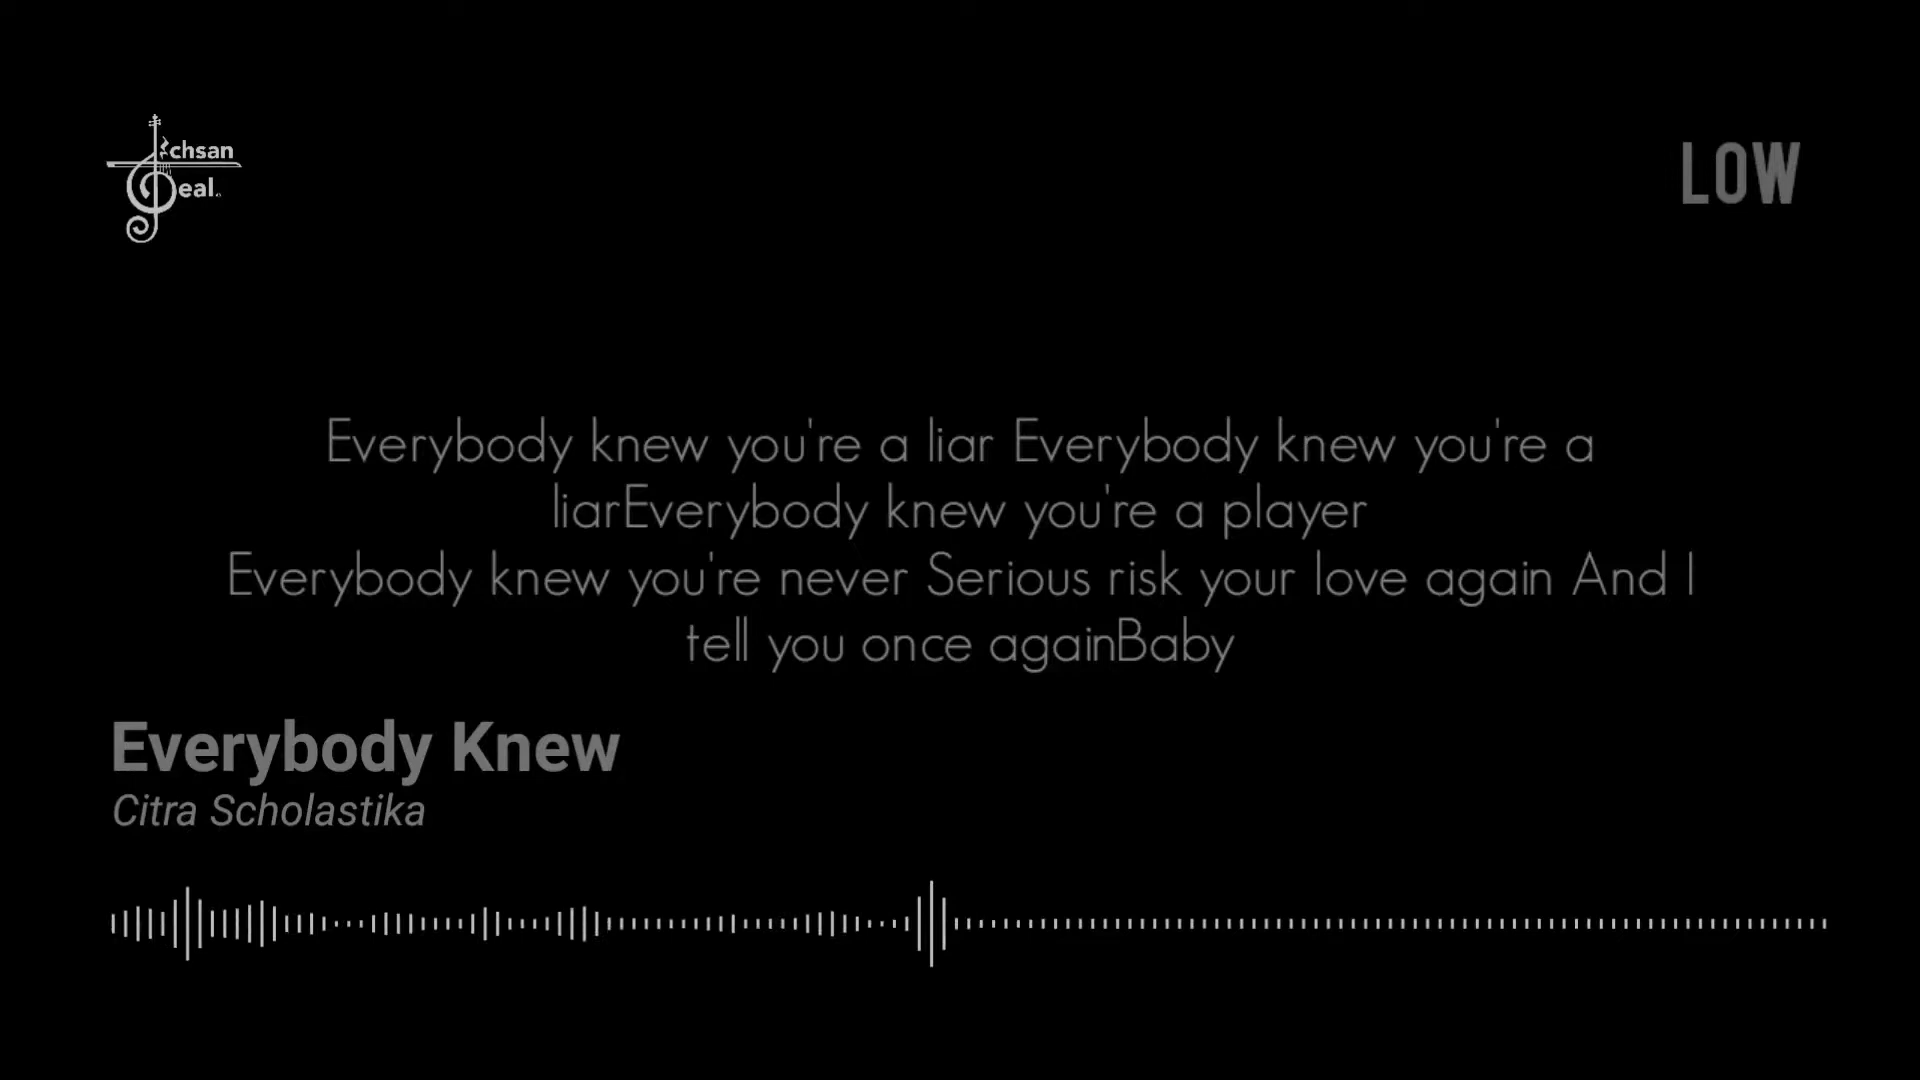 Ichsan
Geal.
LOW
Everybody knew you're a liar Everybody knew you're a
liarEverybody knew you're a player
Everybody knew you're never Serious risk your love again And I
tell you once againBaby
Everybody Knew
Citra Scholastika